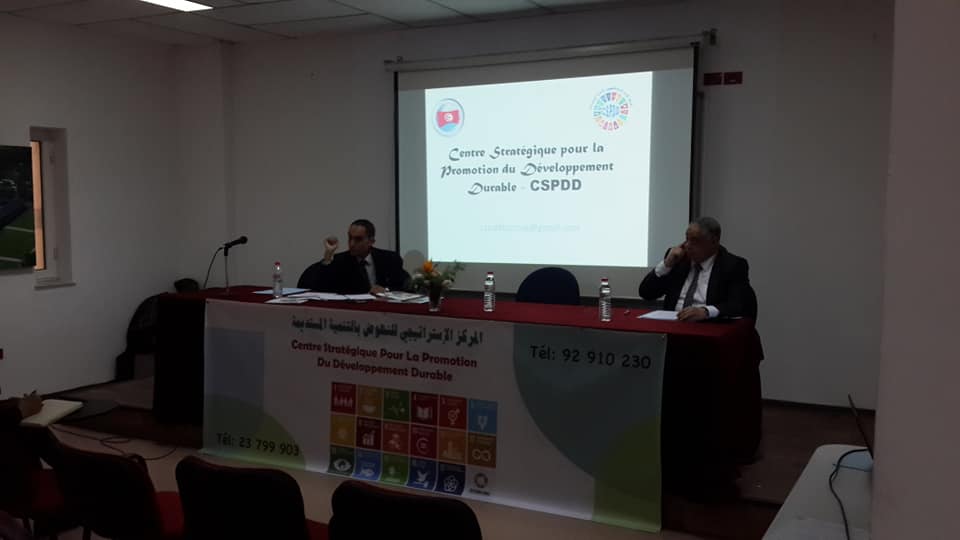 Centre Stratégique pour la
Promotion du Développement
Durable - CSPDD
المركز الإستراتيجي للنهوض بالتنمية المستديمة
Centre Stratégique Pour La Promotion
Du Développement Durable
Tél: 92 910 230
Tél: 23 799 903